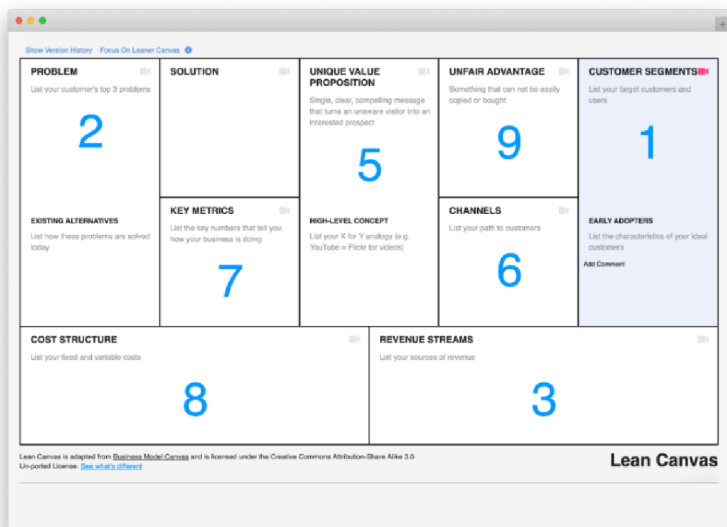 Show Version History Focus On Leaner Canvas
PROBLEM
List your customer's top 3 problems
2
EXISTING ALTERNATIVES
List how these problems are solved
today
SOLUTION
KEY METRICS
List the key numbers that tell you
how your business is doing
7
UNIQUE VALUE
PROPOSITION
Single, clear, compelling message
that turns an unaware visitor into an
interested prospect
5
HIGH-LEVEL CONCEPT
List your X for Y analogy (e.g.
YouTube = Flickr for videos)
UNFAIR ADVANTAGE
Something that can not be easily
copied or bought
9
CHANNELS
List your path to customers
6
CUSTOMER SEGMENTS
List your target customers and
users
1
EARLY ADOPTERS
List the characteristics of your ideal
customers
Add Comment
COST STRUCTURE
List your fixed and variable costs
8
REVENUE STREAMS
List your sources of revenue
3
Lean Canvas is adapted from Business Model Canvas and is licensed under the Creative Commons Attribution-Share Alike 3.0
Un-ported License. See what's different
Lean Canvas